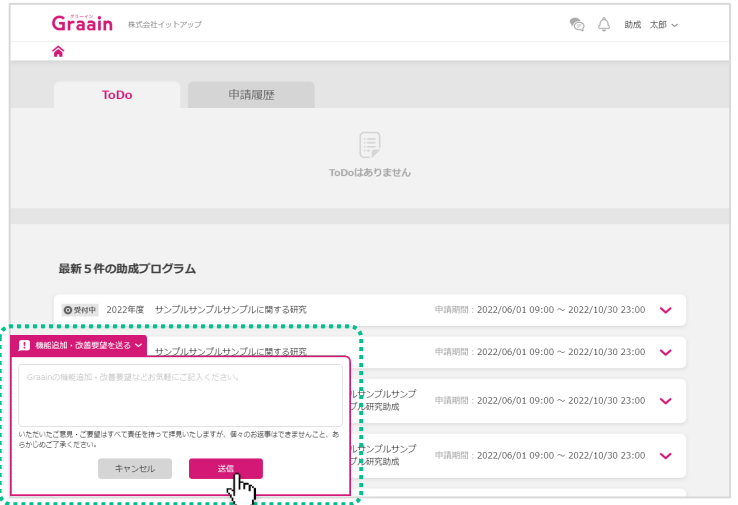 グラーイン
Graain 株式会社イットアップ 助成 太郎
ToDo 申請履歴
ToDoはありません
最新５件の助成プログラム
受付中 2022年度 サンプルサンプルサンプルに関する研究 申請期間：2022/06/01 09:00 ～ 2022/10/30 23:00
機能追加・改善要望を送る
サンプルサンプルサンプルに関する研究 申請期間：2022/06/01 09:00 ～ 2022/10/30 23:00
Graainの機能追加・改善要望などお気軽にご記入ください。
ルサンプルサンプ
プル研究助成
申請期間：2022/06/01 09:00 ～ 2022/10/30 23:00
いただいたご意見・ご要望はすべて責任を持って拝見いたしますが、個々のお返事はできませんこと、あ
らかじめご了承ください。
キャンセル 送信
ルサンプルサンプ
プル研究助成
申請期間：2022/06/01 09:00 ～ 2022/10/30 23:00